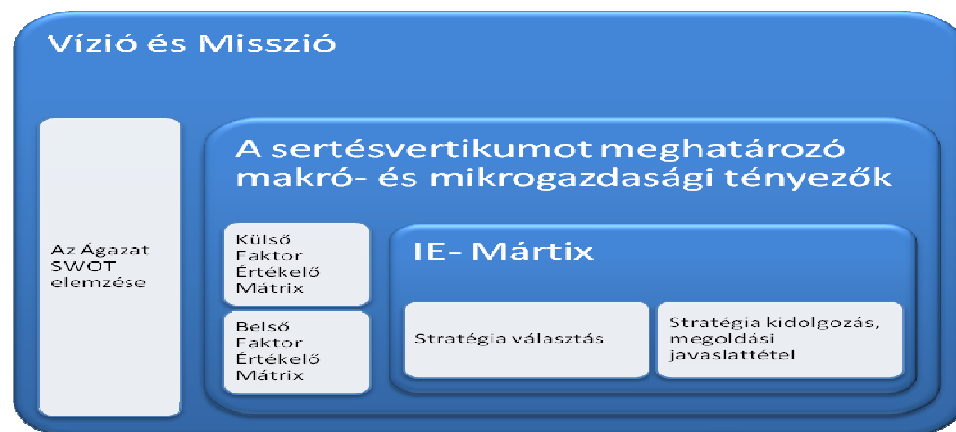 Vízió és Misszió
A sertésvertikumot meghatározó
makró- és mikrogazdasági tényezők
Az Ágazat
SWOT
elemzése
Külső
Faktor
Értékelő
Mátrix
Belső
Faktor
Értékelő
Mátrix
IE- Mártix
Stratégia választás
Stratégia kidolgozás,
megoldási
javaslattétel